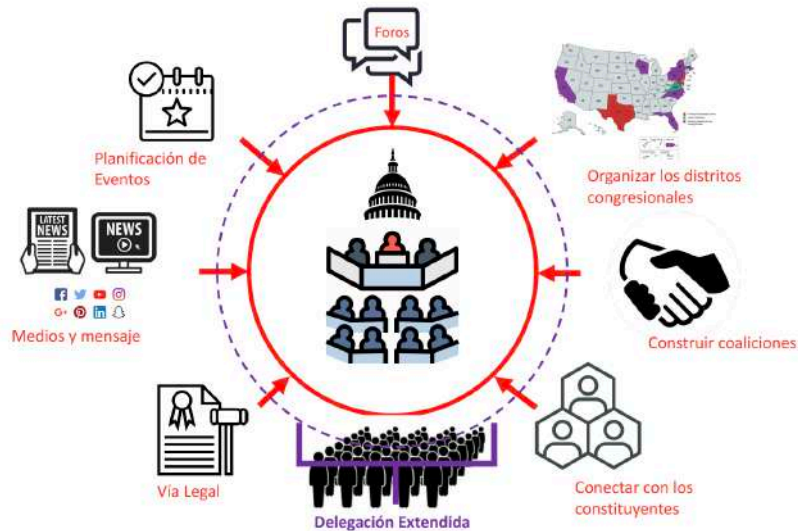 Foros
Planificación de
Eventos
Organizar los distritos
congresionales
LATEST
NEWS
NEWS
Medios y mensaje
Construir coaliciones
Vía Legal
Conectar con los
constituyentes
Delegación Extendida